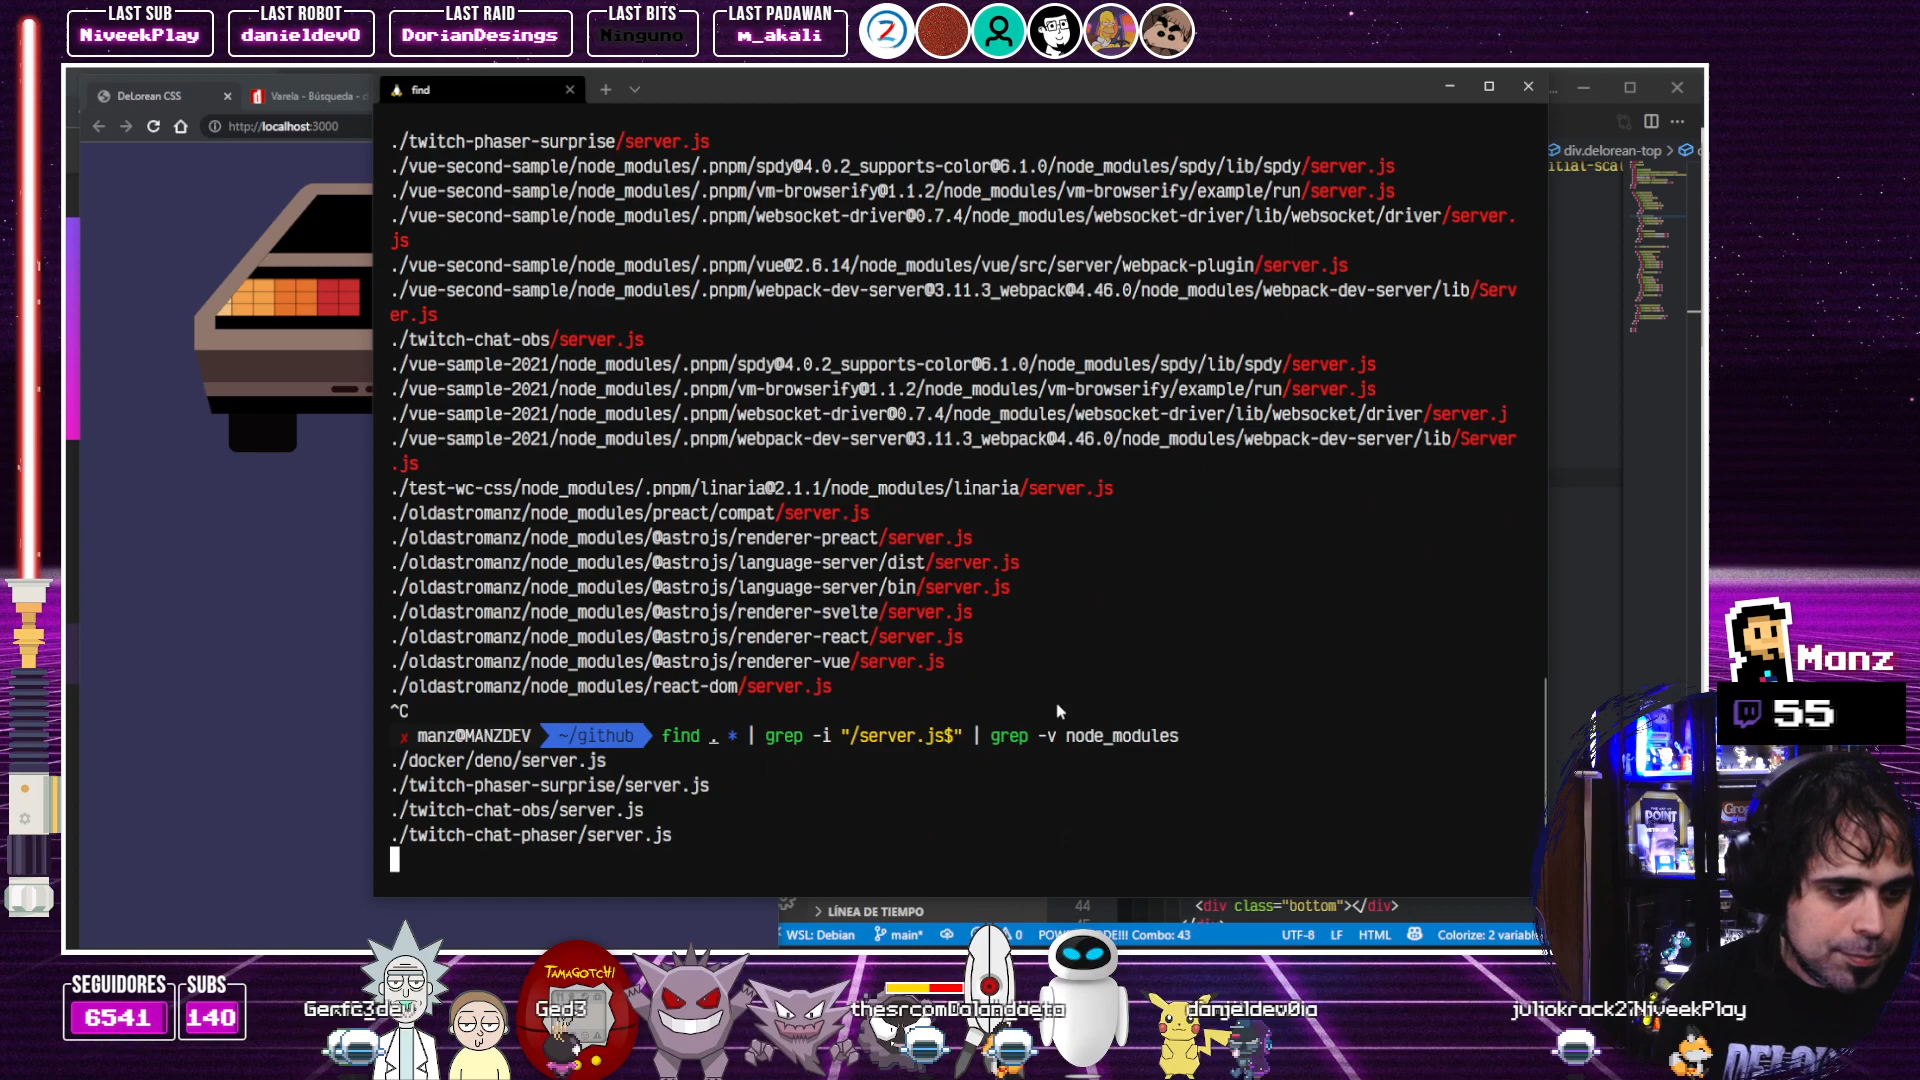 LAST SUB
NiveekPlay
LAST ROBOT
danieldev0
LAST RAID
DorianDesings
LAST BITS
Ninguno
LAST PADAWAN
m_akali
DeLorean CSS
Varela - Búsqueda - d
http://localhost:3000
find
./twitch-phaser-surprise/server.js
./vue-second-sample/node_modules/.pnpm/spdy@4.0.2_supports-color@6.1.0/node_modules/spdy/lib/spdy/server.js
./vue-second-sample/node_modules/.pnpm/vm-browserify@1.1.2/node_modules/vm-browserify/example/run/server.js
./vue-second-sample/node_modules/.pnpm/websocket-driver@0.7.4/node_modules/websocket-driver/lib/websocket/driver/server.
js
./vue-second-sample/node_modules/.pnpm/vue@2.6.14/node_modules/vue/src/server/webpack-plugin/server.js
./vue-second-sample/node_modules/.pnpm/webpack-dev-server@3.11.3_webpack@4.46.0/node_modules/webpack-dev-server/lib/Serv
er.js
./twitch-chat-obs/server.js
./vue-sample-2021/node_modules/.pnpm/spdy@4.0.2_supports-color@6.1.0/node_modules/spdy/lib/spdy/server.js
./vue-sample-2021/node_modules/.pnpm/vm-browserify@1.1.2/node_modules/vm-browserify/example/run/server.js
./vue-sample-2021/node_modules/.pnpm/websocket-driver@0.7.4/node_modules/websocket-driver/lib/websocket/driver/server.j
./vue-sample-2021/node_modules/.pnpm/webpack-dev-server@3.11.3_webpack@4.46.0/node_modules/webpack-dev-server/lib/Server
.js
./test-wc-css/node_modules/.pnpm/linaria@2.1.1/node_modules/linaria/server.js
./oldastromanz/node_modules/preact/compat/server.js
./oldastromanz/node_modules/@astrojs/renderer-preact/server.js
./oldastromanz/node_modules/@astrojs/language-server/dist/server.js
./oldastromanz/node_modules/@astrojs/language-server/bin/server.js
./oldastromanz/node_modules/@astrojs/renderer-svelte/server.js
./oldastromanz/node_modules/@astrojs/renderer-react/server.js
./oldastromanz/node_modules/@astrojs/renderer-vue/server.js
./oldastromanz/node_modules/react-dom/server.js
^C
✗ manz@MANZDEV ~/github find . * | grep -i "/server.js$" | grep -v node_modules
./docker/deno/server.js
./twitch-phaser-surprise/server.js
./twitch-chat-obs/server.js
./twitch-chat-phaser/server.js
div.delorean-top
itial-scal
Manz
55
LÍNEA DE TIEMPO
44
<div class="bottom"></div>
WSL: Debian
main*
0
Combo: 43
UTF-8
LF
HTML
Colorize: 2 variable
SEGUIDORES
6541
SUBS
140
Gerfc3dev
TAMAGOTCHI
Ged3
danjeldev0ia
juliokrack27NiveekPlay
POINT